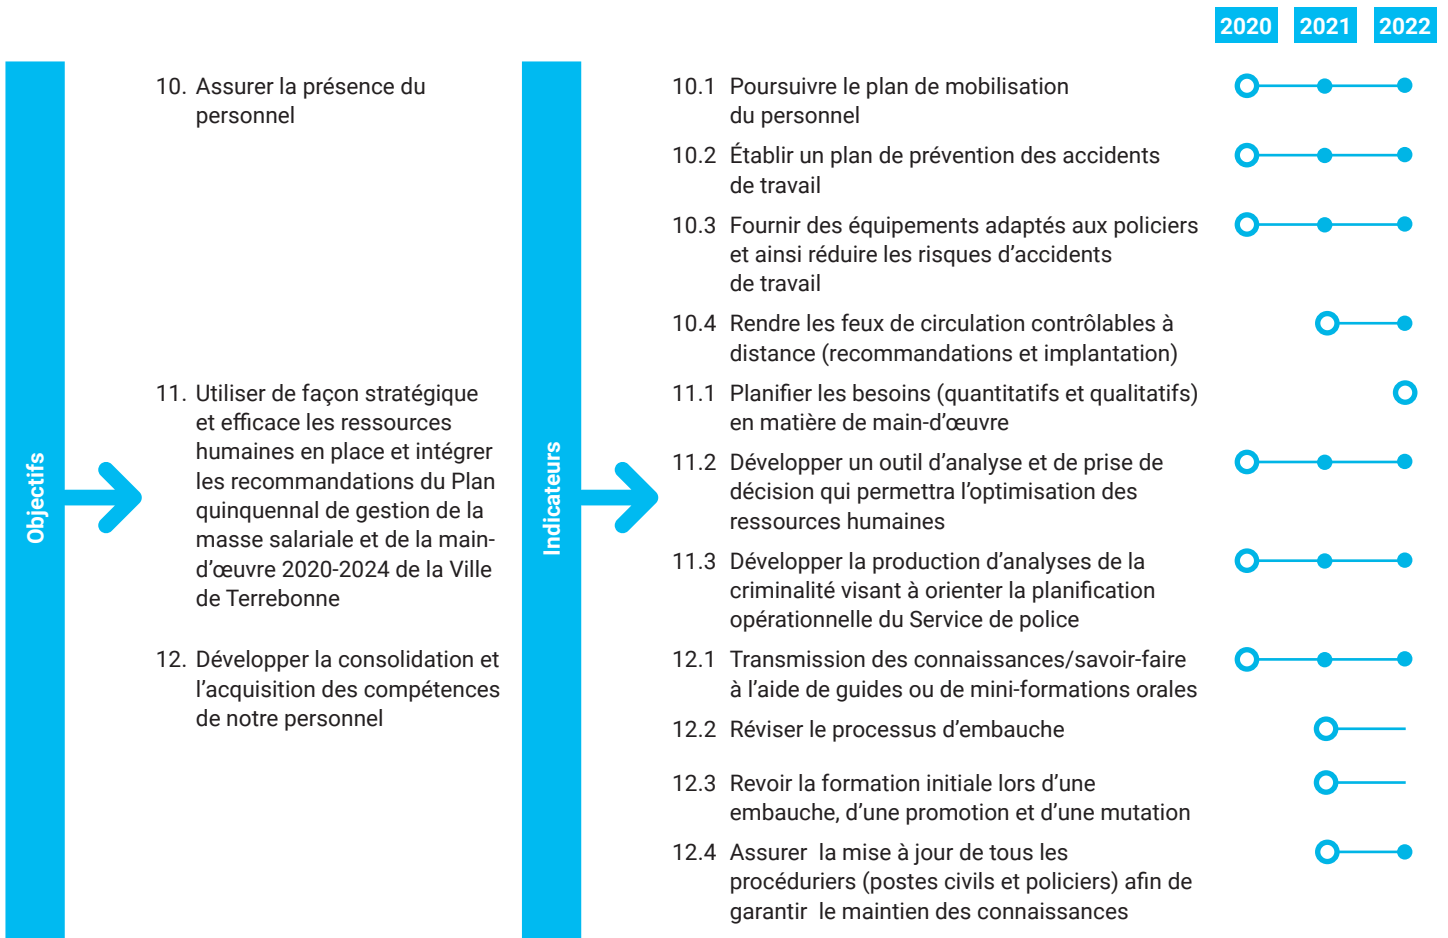 2020 2021 2022
Objectifs
10. Assurer la présence du
personnel
11. Utiliser de façon stratégique
et efficace les ressources
humaines en place et intégrer
les recommandations du Plan
quinquennal de gestion de la
masse salariale et de la main-
d’œuvre 2020-2024 de la Ville
de Terrebonne
12. Développer la consolidation et
l’acquisition des compétences
de notre personnel
Indicateurs
10.1 Poursuivre le plan de mobilisation
du personnel
10.2 Établir un plan de prévention des accidents
de travail
10.3 Fournir des équipements adaptés aux policiers
et ainsi réduire les risques d’accidents
de travail
10.4 Rendre les feux de circulation contrôlables à
distance (recommandations et implantation)
11.1 Planifier les besoins (quantitatifs et qualitatifs)
en matière de main-d’œuvre
11.2 Développer un outil d’analyse et de prise de
décision qui permettra l’optimisation des
ressources humaines
11.3 Développer la production d’analyses de la
criminalité visant à orienter la planification
opérationnelle du Service de police
12.1 Transmission des connaissances/savoir-faire
à l’aide de guides ou de mini-formations orales
12.2 Réviser le processus d’embauche
12.3 Revoir la formation initiale lors d’une
embauche, d’une promotion et d’une mutation
12.4 Assurer la mise à jour de tous les
procéduriers (postes civils et policiers) afin de
garantir le maintien des connaissances